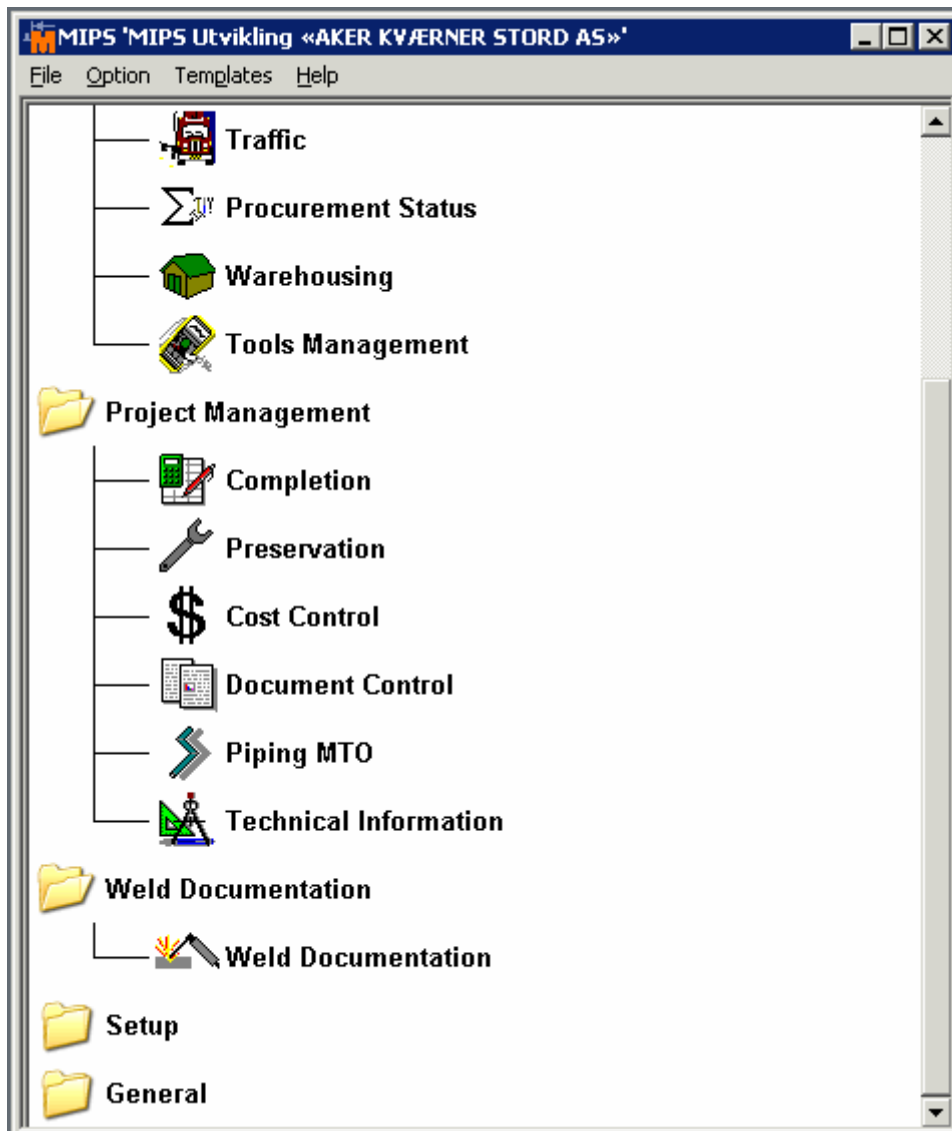 MIPS 'MIPS Utvikling «AKER KVÆRNER STORD AS»'
File Option Templates Help
Traffic
Procurement Status
Warehousing
Tools Management
Project Management
Completion
Preservation
Cost Control
Document Control
Piping MTO
Technical Information
Weld Documentation
Weld Documentation
Setup
General